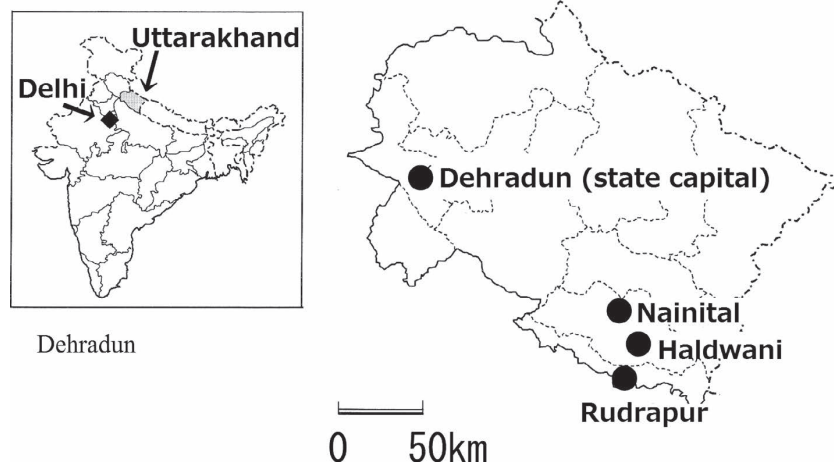 Uttarakhand
Delhi
Dehradun
Dehradun (state capital)
Nainital
Haldwani
Rudrapur
0 50km